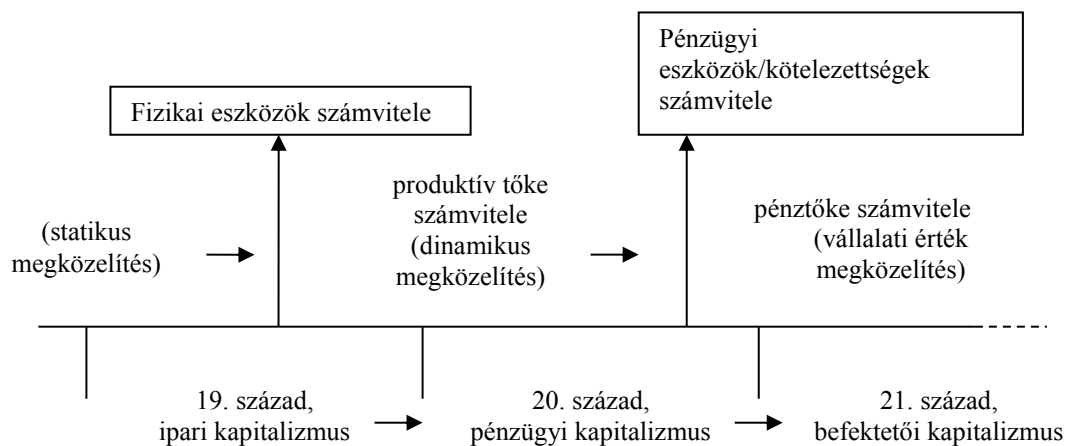 Pénzügyi
eszközök/kötelezettségek
számvitele
Fizikai eszközök számvitele
(statikus
megközelítés)
produktív tőke
számvitele
(dinamikus
megközelítés)
pénztőke számvitele
(vállalati érték
megközelítés)
19. század,
ipari kapitalizmus
20. század,
pénzügyi kapitalizmus
21. század,
befektetői kapitalizmus